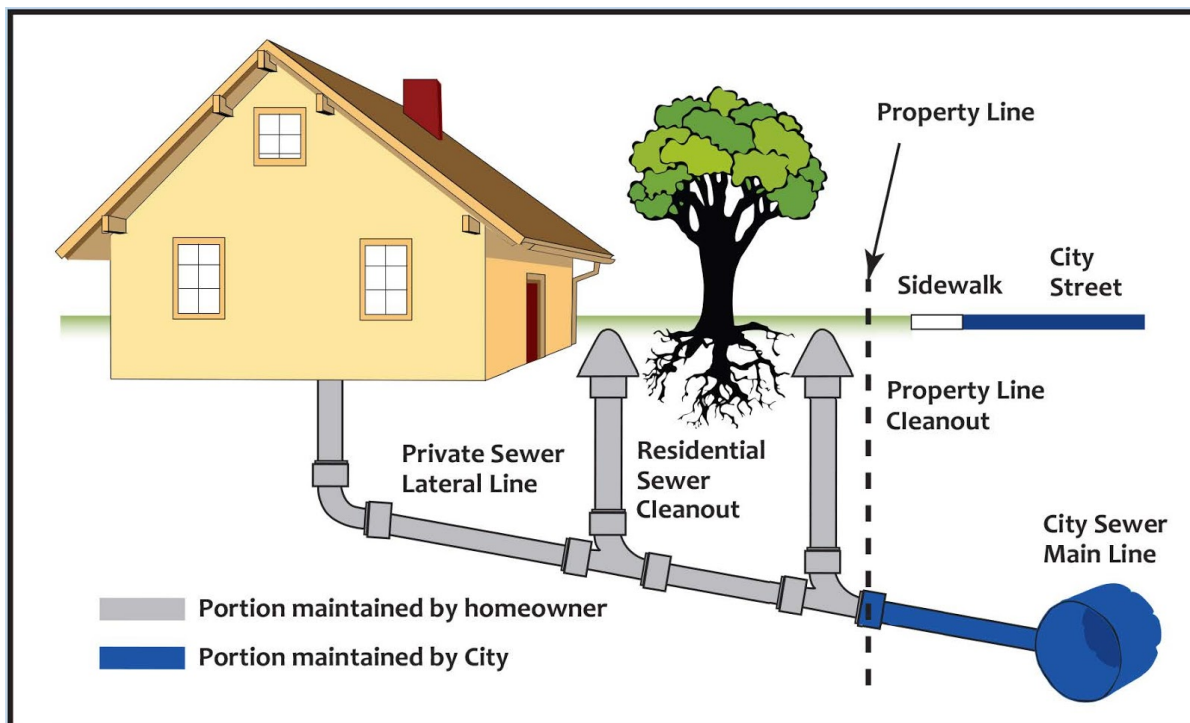 Property Line
Sidewalk
City
Street
Property Line
Cleanout
Private Sewer
Lateral Line
Residential
Sewer
Cleanout
City Sewer
Main Line
Portion maintained by homeowner
Portion maintained by City